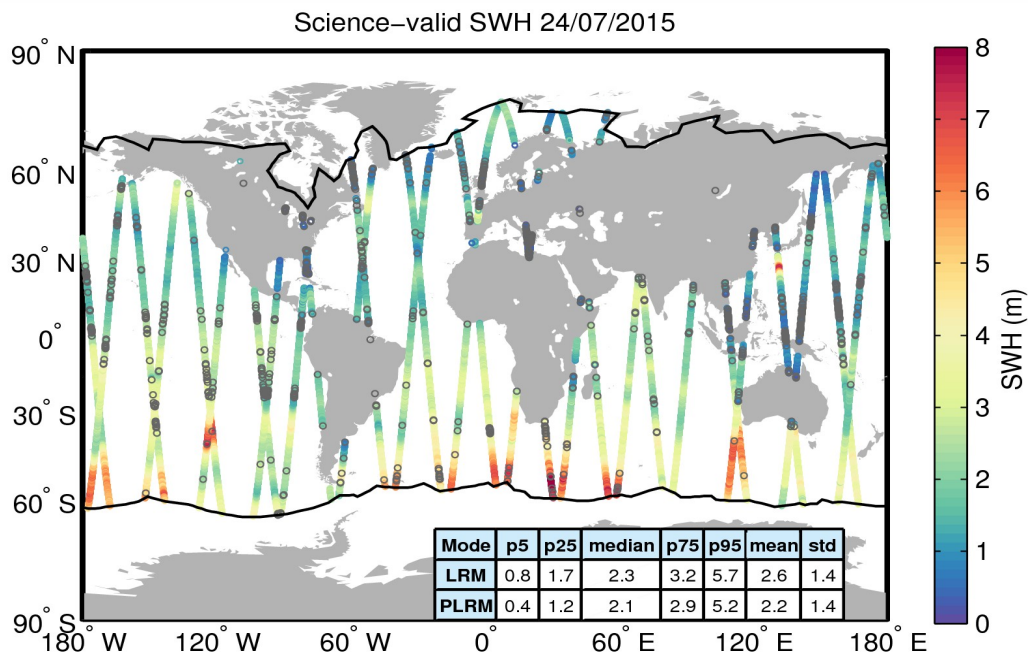 Science−valid SWH 24/07/2015
90° N
60° N
30° N
0°
30° S
60° S
90° S
180° W
120° W
60° W
0°
60° E
120° E
180° E
Mode p5 p25 median p75 p95 mean std
LRM 0.8 1.7 2.3 3.2 5.7 2.6 1.4
PLRM 0.4 1.2 2.1 2.9 5.2 2.2 1.4
8
7
6
5
4
3
2
1
0
SWH (m)